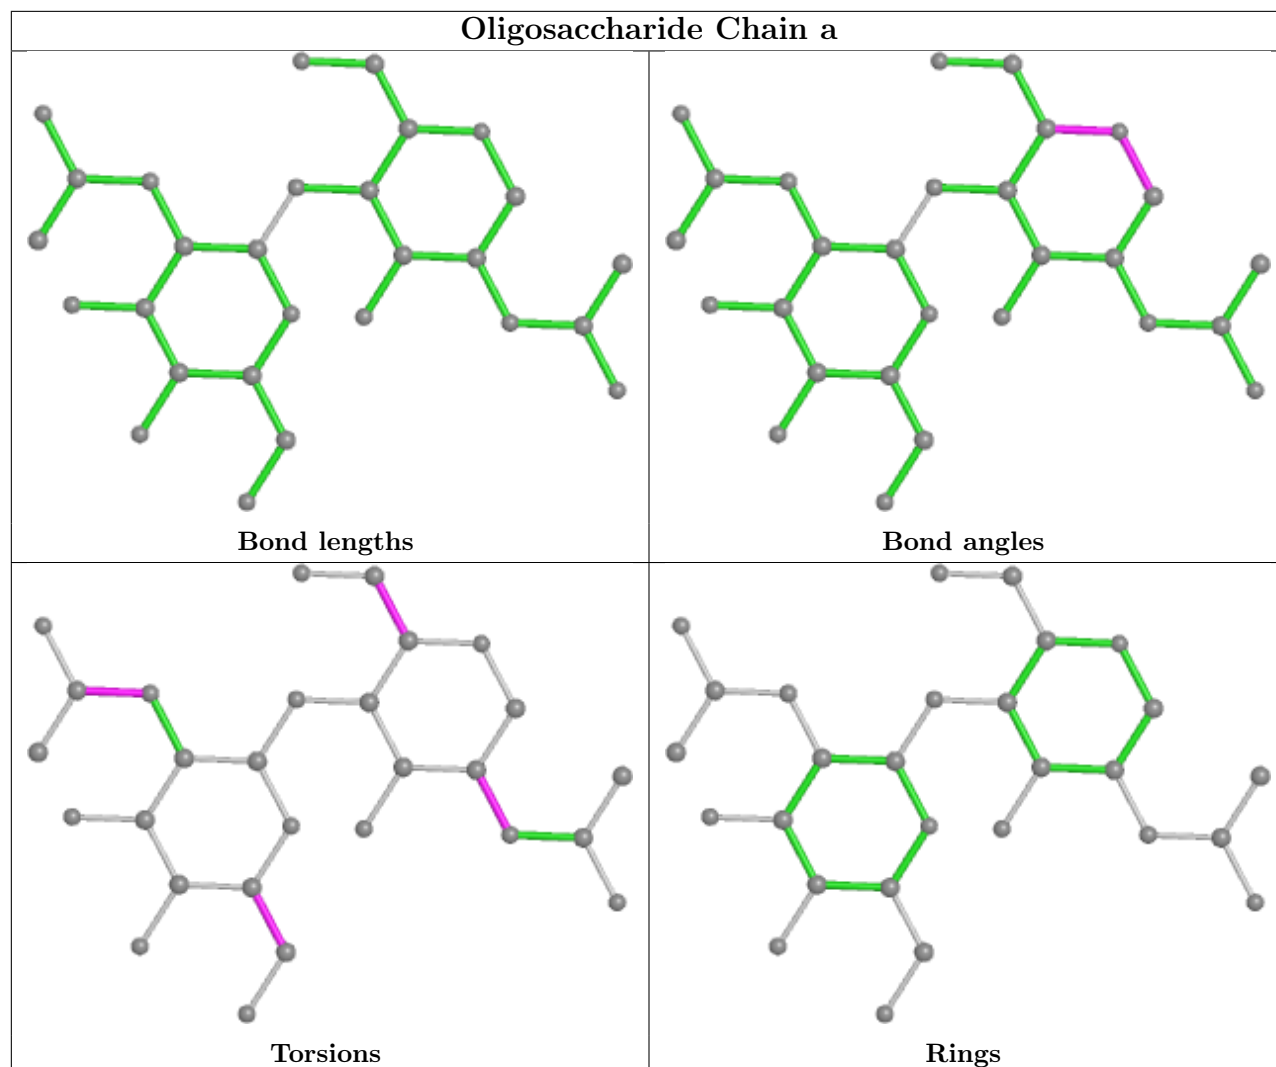 Oligosaccharide Chain a
Bond lengths
Bond angles
Torsions
Rings